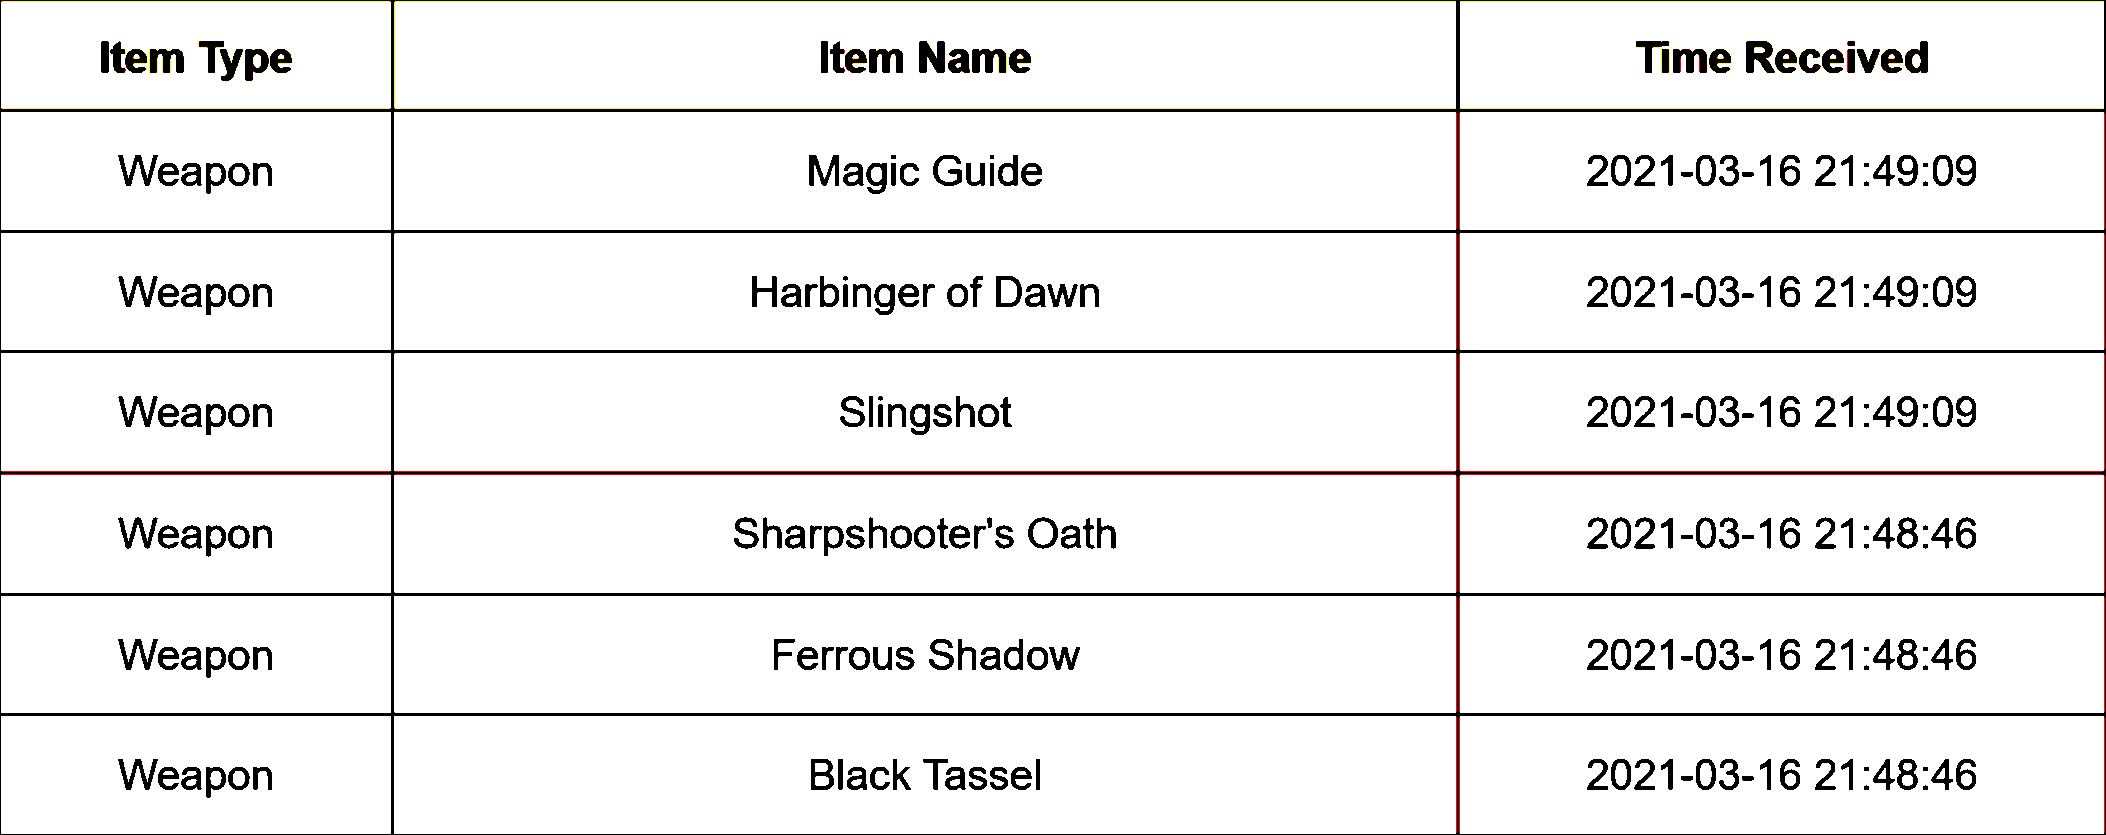 Item Type Item Name Time Received
Weapon Magic Guide 2021-03-16 21:49:09
Weapon Harbinger of Dawn 2021-03-16 21:49:09
Weapon Slingshot 2021-03-16 21:49:09
Weapon Sharpshooter's Oath 2021-03-16 21:48:46
Weapon Ferrous Shadow 2021-03-16 21:48:46
Weapon Black Tassel 2021-03-16 21:48:46